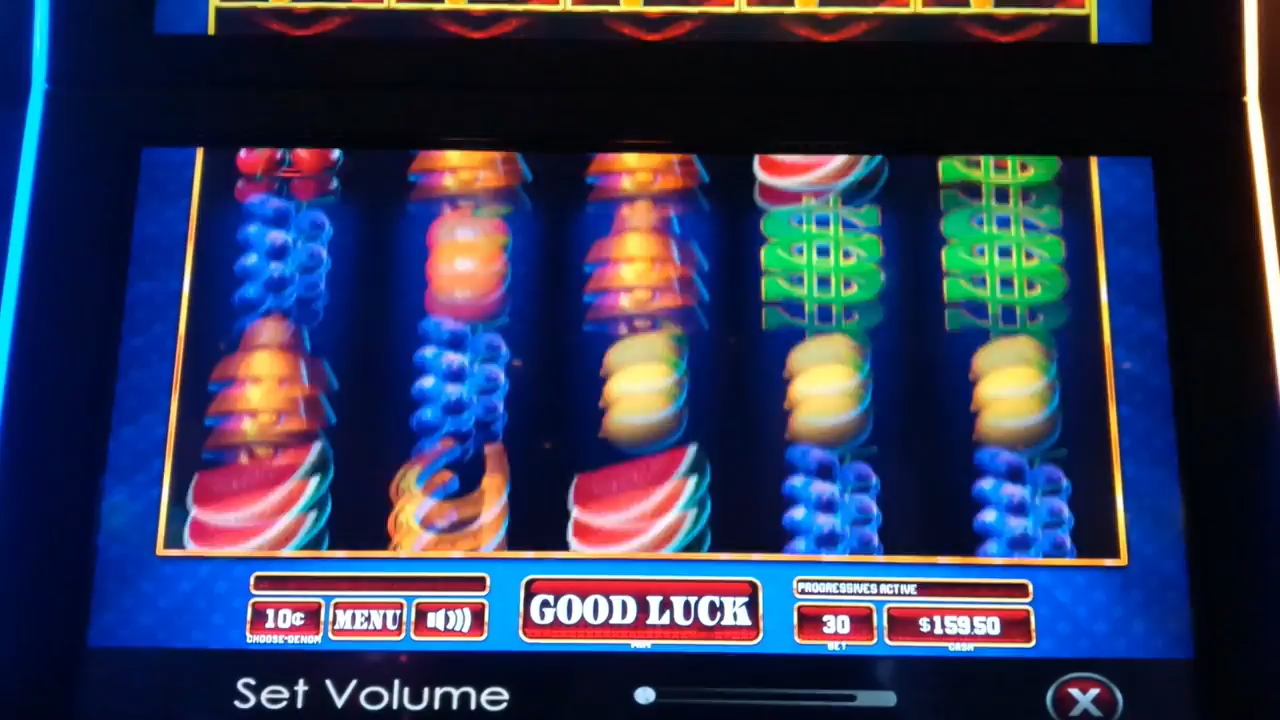 PROGRESSIVES ACTIVE
10¢
MENU
GOOD LUCK
30
$159.50
CHOOSE DENOM
BET
CASH
Set Volume
X